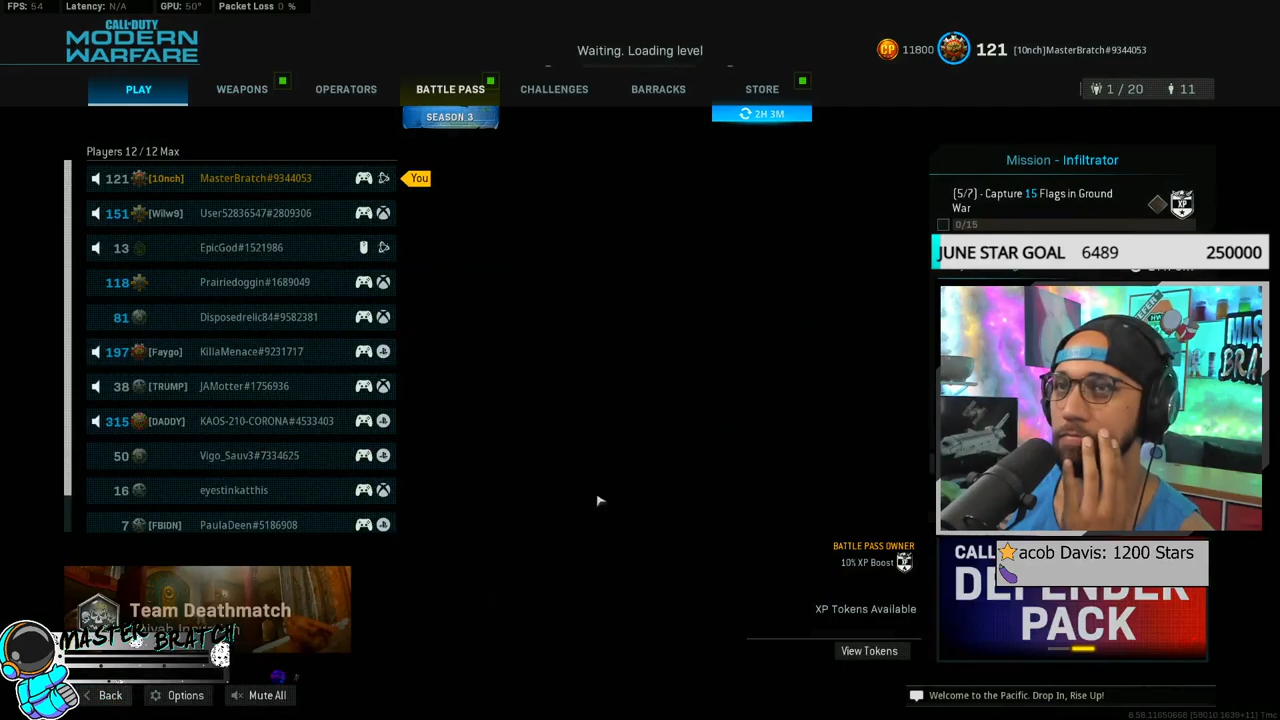 FPS: 54 Latency: N/A GPU: 50° Packet Loss 0 %
CALL·DUTY
MODERN
WARFARE
Waiting. Loading level
CP 11800 121 [10nch]MasterBratch#9344053
PLAY
WEAPONS
OPERATORS
BATTLE PASS
CHALLENGES
BARRACKS
STORE
1 / 20 11
SEASON 3
2H 3M
Players 12 / 12 Max
121 [10nch] MasterBratch#9344053 You
151 [Wilw9] User52836547#2809306
13 EpicGod#1521986
118 Prairiedoggin#1689049
81 Disposedrelic84#9582381
197 [Faygo] KillaMenace#9231717
38 [TRUMP] JAMotter#1756936
315 [DADDY] KAOS-210-CORONA#4533403
50 Vigo_Sauv3#7334625
16 eyestinkatthis
7 [FBIDN] PaulaDeen#5186908
Mission - Infiltrator
(5/7) - Capture 15 Flags in Ground
War
XP
0/15
JUNE STAR GOAL 6489 250000
BATTLE PASS OWNER
10% XP Boost XP
XP Tokens Available
View Tokens
acob Davis: 1200 Stars
CALL
DEFENDER
PACK
Team Deathmatch
MASTER BRATCH
Back
Options
Mute All
Welcome to the Pacific. Drop In, Rise Up!